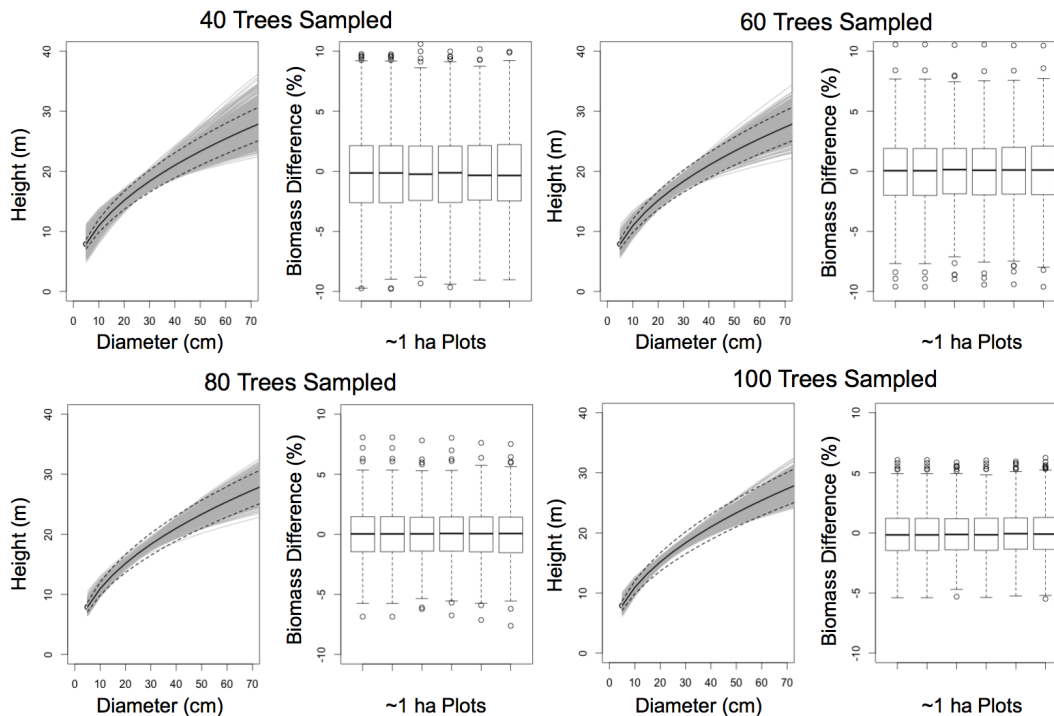 40 Trees Sampled
Height (m)
40
30
20
10
0
0 10 20 30 40 50 60 70
Diameter (cm)
Biomass Difference (%)
10
5
0
-5
-10
~1 ha Plots
60 Trees Sampled
Height (m)
40
30
20
10
0
0 10 20 30 40 50 60 70
Diameter (cm)
Biomass Difference (%)
10
5
0
-5
-10
~1 ha Plots
80 Trees Sampled
Height (m)
40
30
20
10
0
0 10 20 30 40 50 60 70
Diameter (cm)
Biomass Difference (%)
10
5
0
-5
-10
~1 ha Plots
100 Trees Sampled
Height (m)
40
30
20
10
0
0 10 20 30 40 50 60 70
Diameter (cm)
Biomass Difference (%)
10
5
0
-5
-10
~1 ha Plots